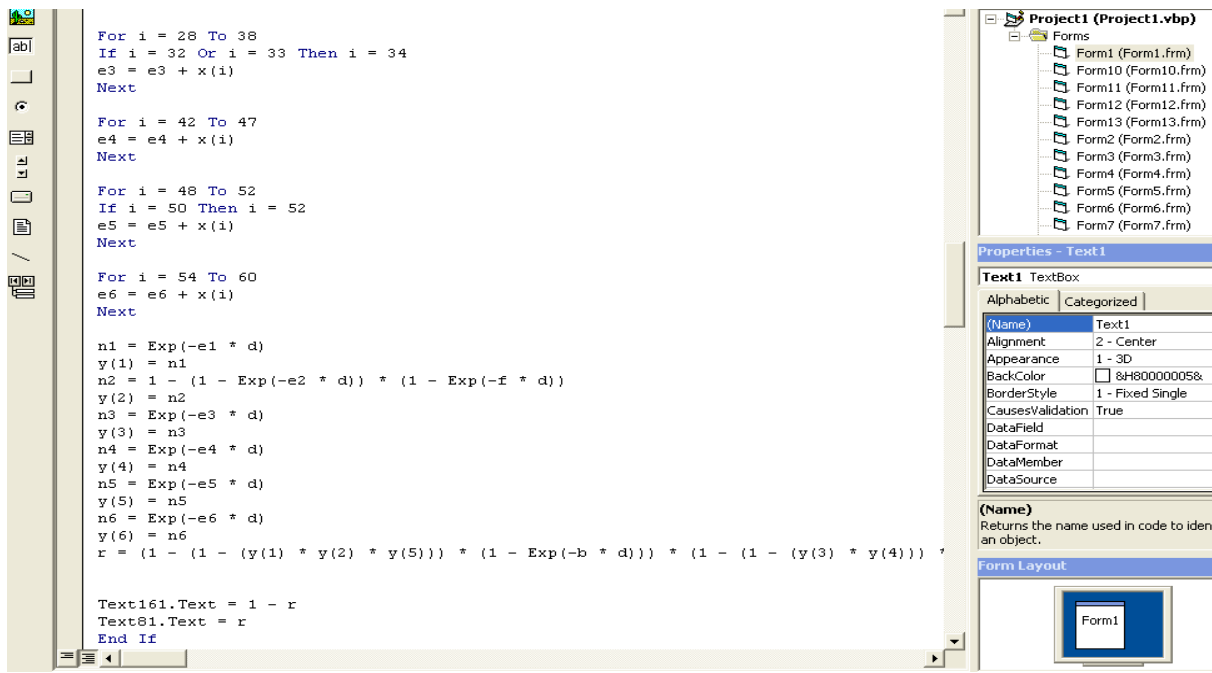 ab
For i = 28 To 38
If i = 32 Or i = 33 Then i = 34
e3 = e3 + x(i)
Next
For i = 42 To 47
e4 = e4 + x(i)
Next
For i = 48 To 52
If i = 50 Then i = 52
e5 = e5 + x(i)
Next
For i = 54 To 60
e6 = e6 + x(i)
Next
n1 = Exp(-e1 * d)
y(1) = n1
n2 = 1 - (1 - Exp(-e2 * d)) * (1 - Exp(-f * d))
y(2) = n2
n3 = Exp(-e3 * d)
y(3) = n3
n4 = Exp(-e4 * d)
y(4) = n4
n5 = Exp(-e5 * d)
y(5) = n5
n6 = Exp(-e6 * d)
y(6) = n6
r = (1 - (1 - (y(1) * y(2) * y(5))) * (1 - Exp(-b * d))) * (1 - (1 - (y(3) * y(4))) *
Text161.Text = 1 - r
Text81.Text = r
End If
Project1 (Project1.vbp)
Forms
Form1 (Form1.frm)
Form10 (Form10.frm)
Form11 (Form11.frm)
Form12 (Form12.frm)
Form13 (Form13.frm)
Form2 (Form2.frm)
Form3 (Form3.frm)
Form4 (Form4.frm)
Form5 (Form5.frm)
Form6 (Form6.frm)
Form7 (Form7.frm)
Properties - Text1
Text1 TextBox
Alphabetic Categorized
(Name) Text1
Alignment 2 - Center
Appearance 1 - 3D
BackColor &H80000005&
BorderStyle 1 - Fixed Single
CausesValidation True
DataField
DataFormat
DataMember
DataSource
(Name)
Returns the name used in code to iden
an object.
Form Layout
Form1